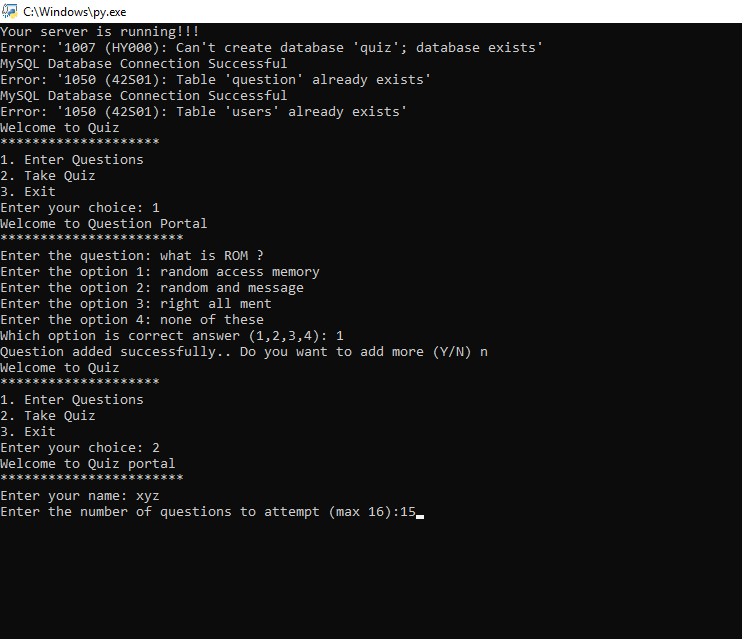 C:\Windows\py.exe
Your server is running!!!
Error: '1007 (HY000): Can't create database 'quiz'; database exists'
MySQL Database Connection Successful
Error: '1050 (42S01): Table 'question' already exists'
MySQL Database Connection Successful
Error: '1050 (42S01): Table 'users' already exists'
Welcome to Quiz
********************
1. Enter Questions
2. Take Quiz
3. Exit
Enter your choice: 1
Welcome to Question Portal
***********************
Enter the question: what is ROM ?
Enter the option 1: random access memory
Enter the option 2: random and message
Enter the option 3: right all ment
Enter the option 4: none of these
Which option is correct answer (1,2,3,4): 1
Question added successfully.. Do you want to add more (Y/N) n
Welcome to Quiz
********************
1. Enter Questions
2. Take Quiz
3. Exit
Enter your choice: 2
Welcome to Quiz portal
***********************
Enter your name: xyz
Enter the number of questions to attempt (max 16):15